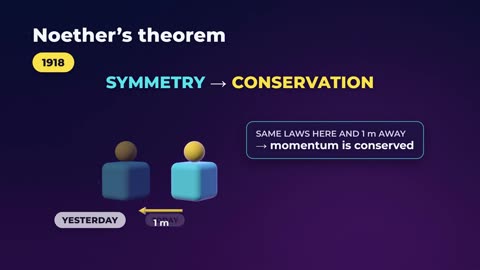 Noether’s theorem
1918
SYMMETRY → CONSERVATION
SAME LAWS HERE AND 1 m AWAY
→ momentum is conserved
YESTERDAY
1 m